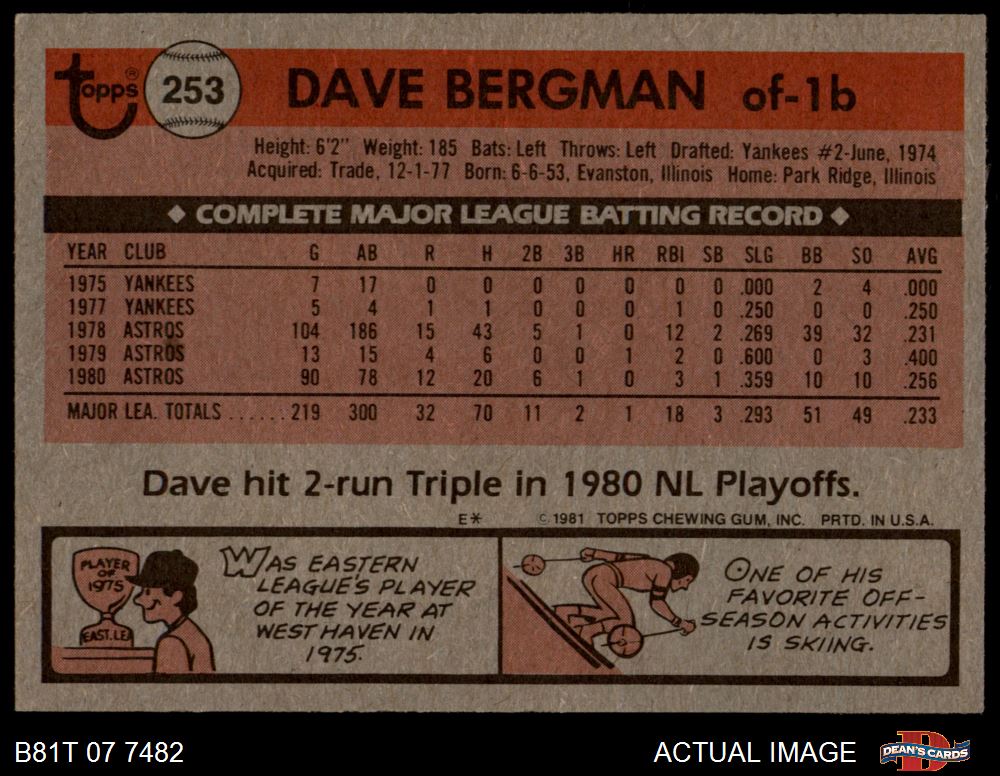 topps® 253 DAVE BERGMAN of-1b
Height: 6'2" Weight: 185 Bats: Left Throws: Left Drafted: Yankees #2-June, 1974
Acquired: Trade, 12-1-77 Born: 6-6-53, Evanston, Illinois Home: Park Ridge, Illinois
◆ COMPLETE MAJOR LEAGUE BATTING RECORD ◆
YEAR CLUB G AB R H 2B 3B HR RBI SB SLG BB SO AVG
1975 YANKEES 7 17 0 0 0 0 0 0 0 .000 2 4 .000
1977 YANKEES 5 4 1 1 0 0 0 1 0 .250 0 0 .250
1978 ASTROS 104 186 15 43 5 1 0 12 2 .269 39 32 .231
1979 ASTROS 13 15 4 6 0 0 1 2 0 .600 0 3 .400
1980 ASTROS 90 78 12 20 6 1 0 3 1 .359 10 10 .256
MAJOR LEA. TOTALS ......219 300 32 70 11 2 1 18 3 .293 51 49 .233
Dave hit 2-run Triple in 1980 NL Playoffs.
E* © 1981 TOPPS CHEWING GUM, INC. PRTD. IN U.S.A.
PLAYER
OF
1975
EAST. LEA
WAS EASTERN
LEAGUE'S PLAYER
OF THE YEAR AT
WEST HAVEN IN
1975.
ONE OF HIS
FAVORITE OFF-
SEASON ACTIVITIES
IS SKIING.
B81T 07 7482 ACTUAL IMAGE DEAN'S CARDS